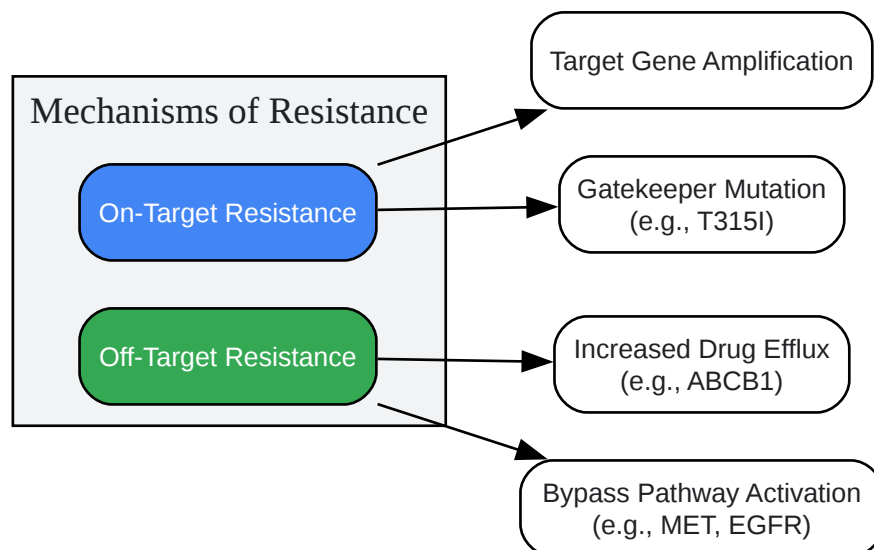 Mechanisms of Resistance
On-Target Resistance
Off-Target Resistance
Target Gene Amplification
Gatekeeper Mutation
(e.g., T315I)
Increased Drug Efflux
(e.g., ABCB1)
Bypass Pathway Activation
(e.g., MET, EGFR)